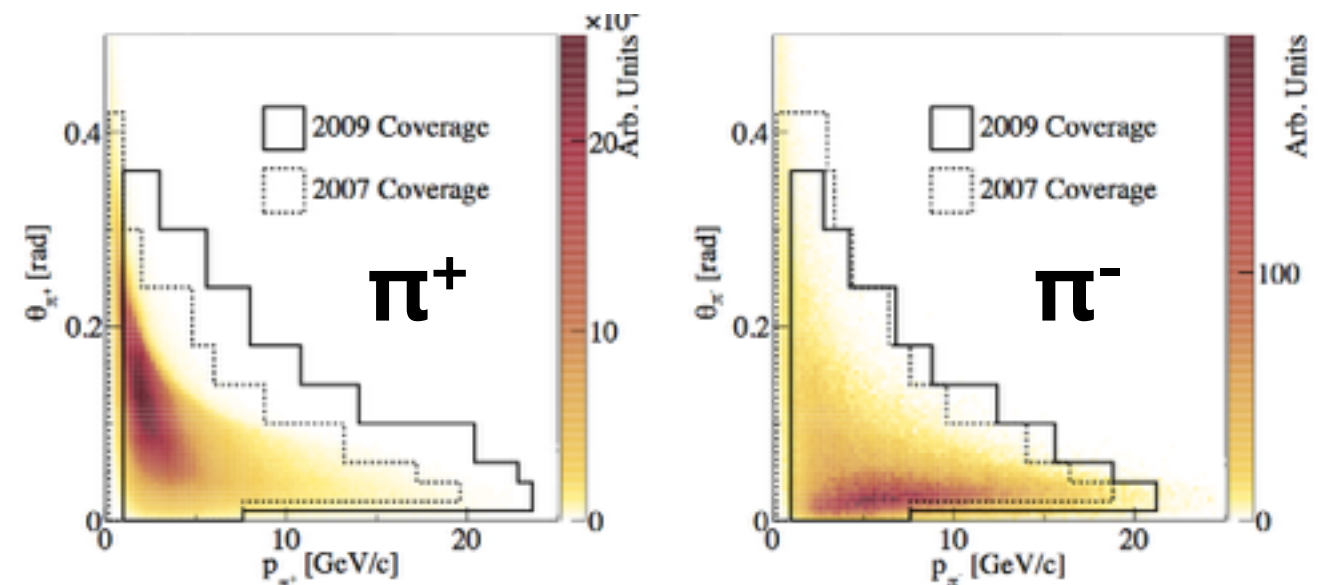 ×10
Arb. Units
2009 Coverage
2007 Coverage
π⁺
θπ⁺ [rad]
0.4
0.2
0
20
10
0
0 10 20
pπ⁺ [GeV/c]
Arb. Units
2009 Coverage
2007 Coverage
π⁻
θπ⁻ [rad]
0.4
0.2
0
100
0
0 10 20
pπ⁻ [GeV/c]